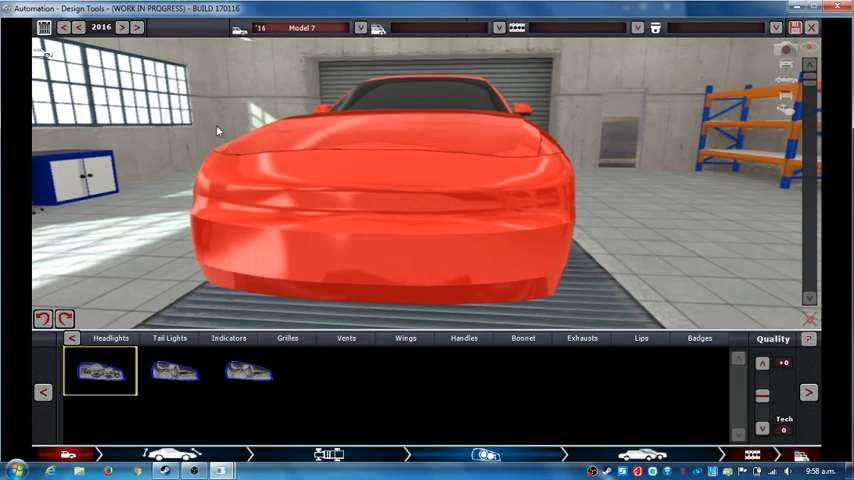 Automation - Design Tools - (WORK IN PROGRESS) - BUILD 170116
2016
'16 Model 7
Headlights Tail Lights Indicators Grilles Vents Wings Handles Bonnet Exhausts Lips Badges Quality ?
+0
Tech
0
9:58 a.m.